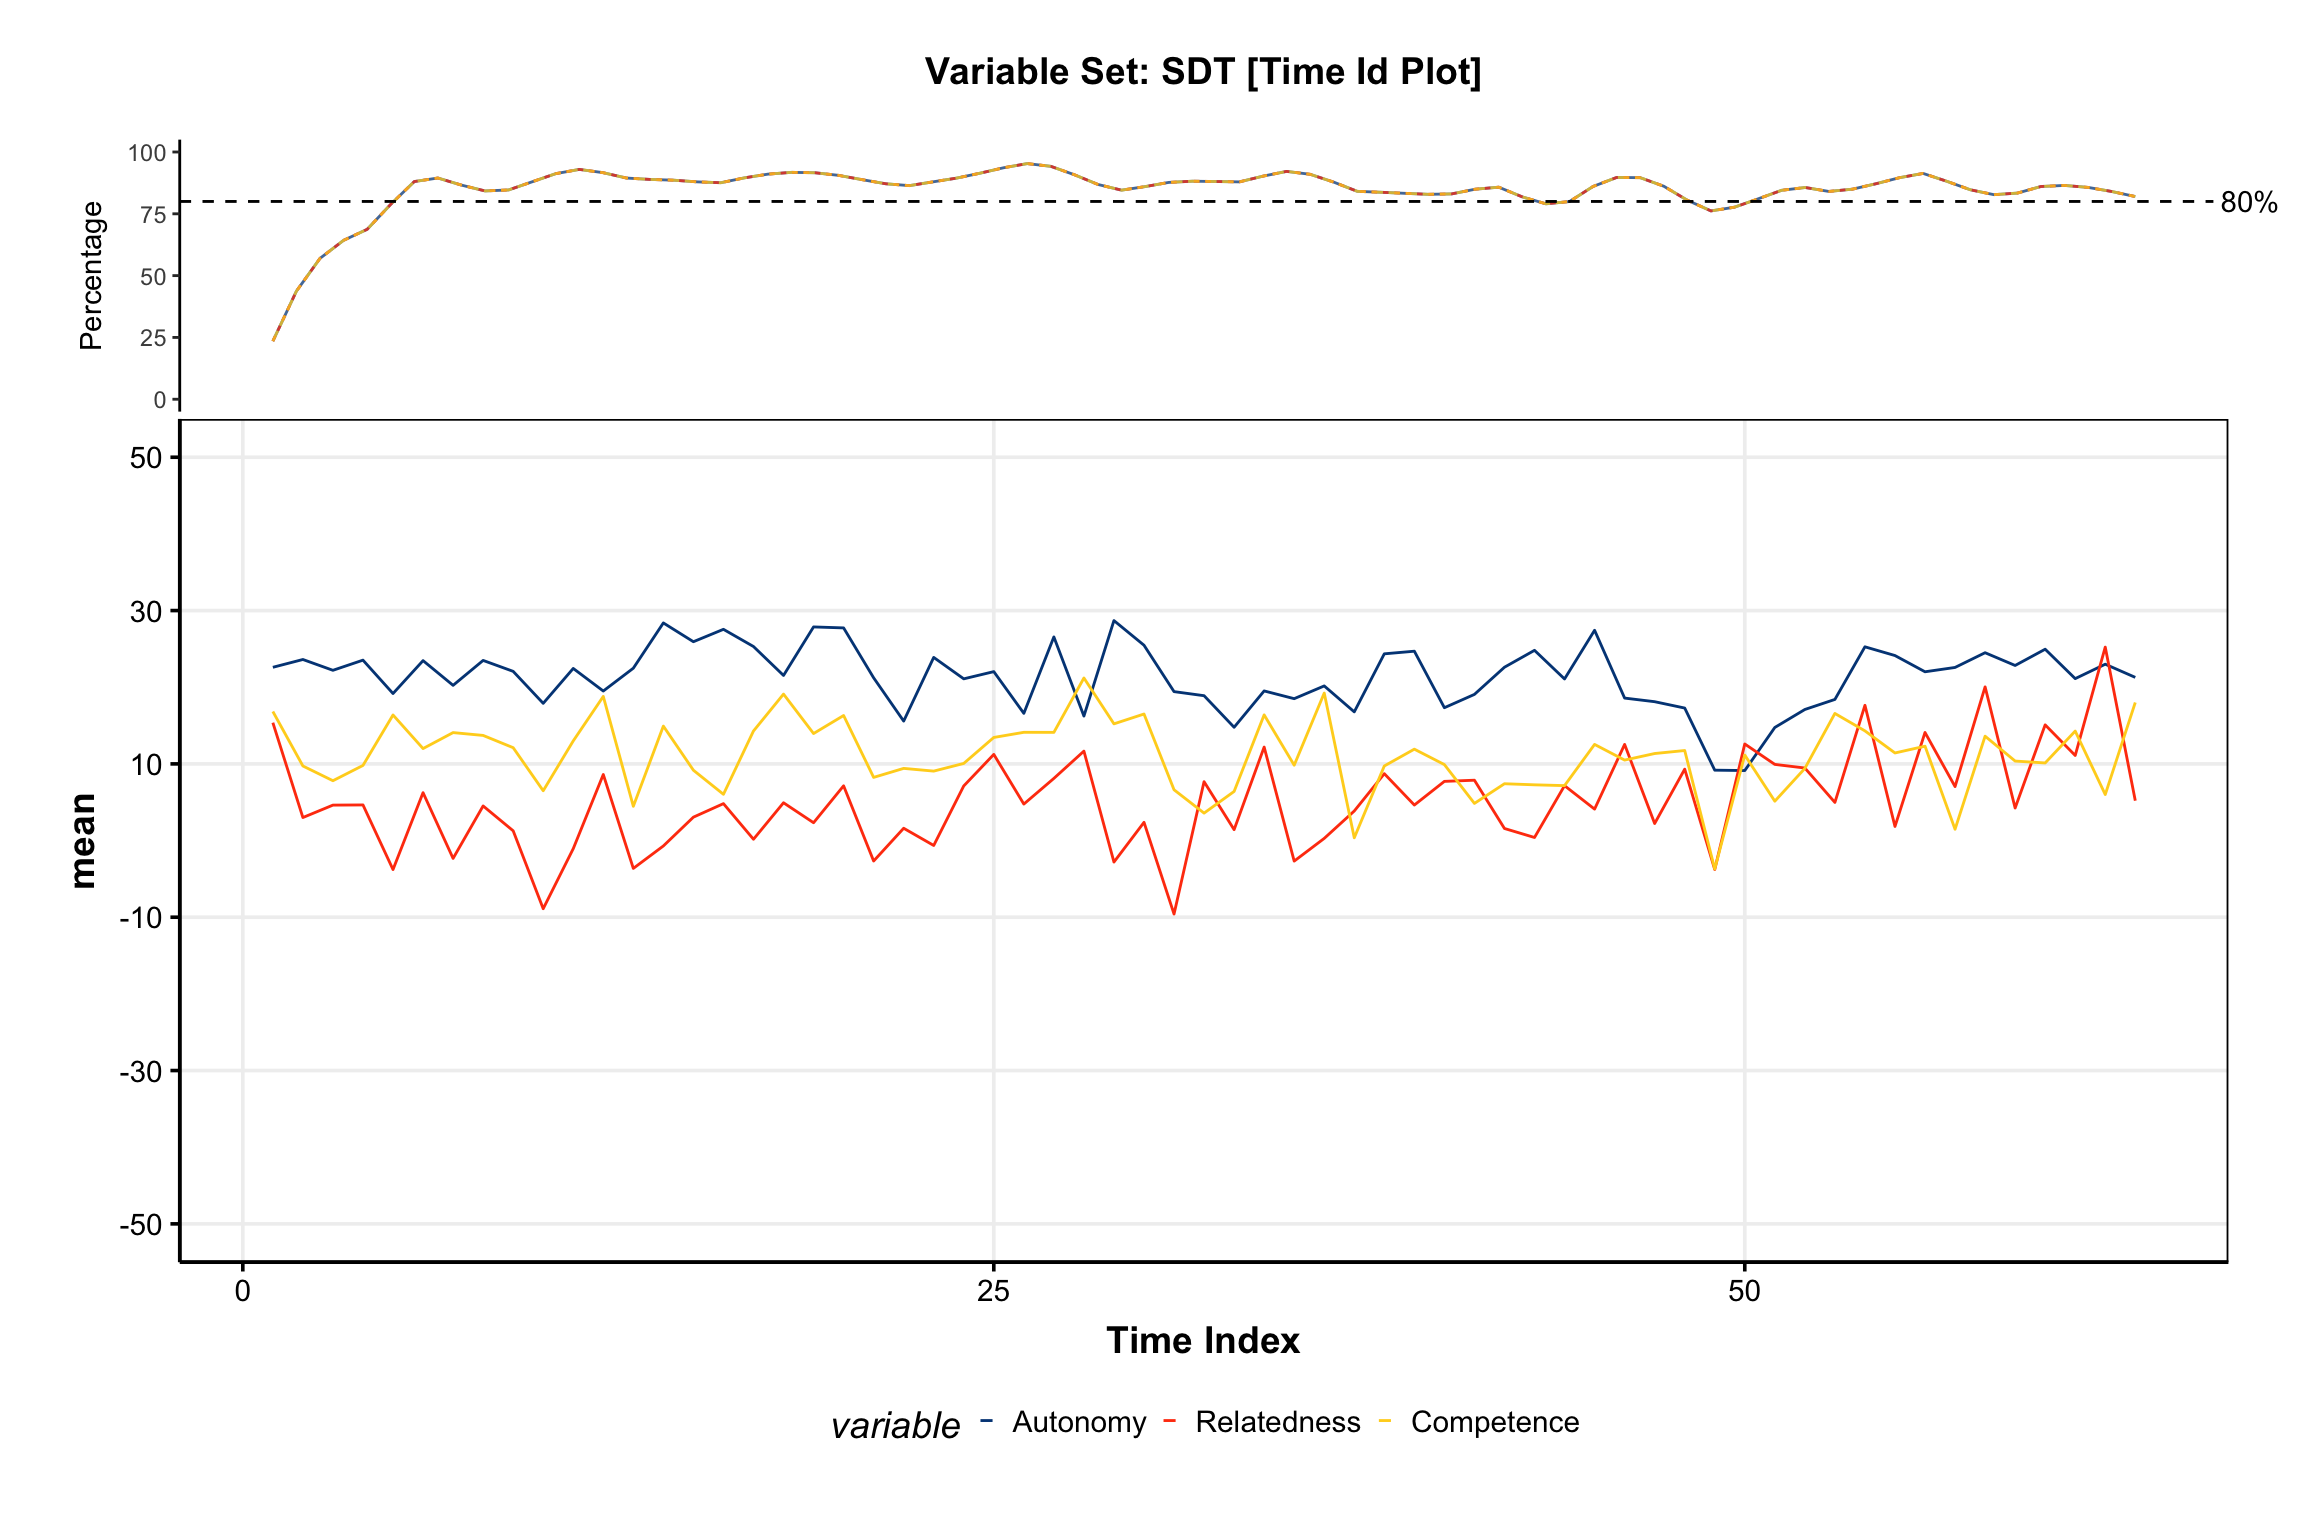 Variable Set: SDT [Time Id Plot]
Percentage
100
75
50
25
0
80%
mean
50
30
10
-10
-30
-50
0 25 50
Time Index
variable Autonomy Relatedness Competence